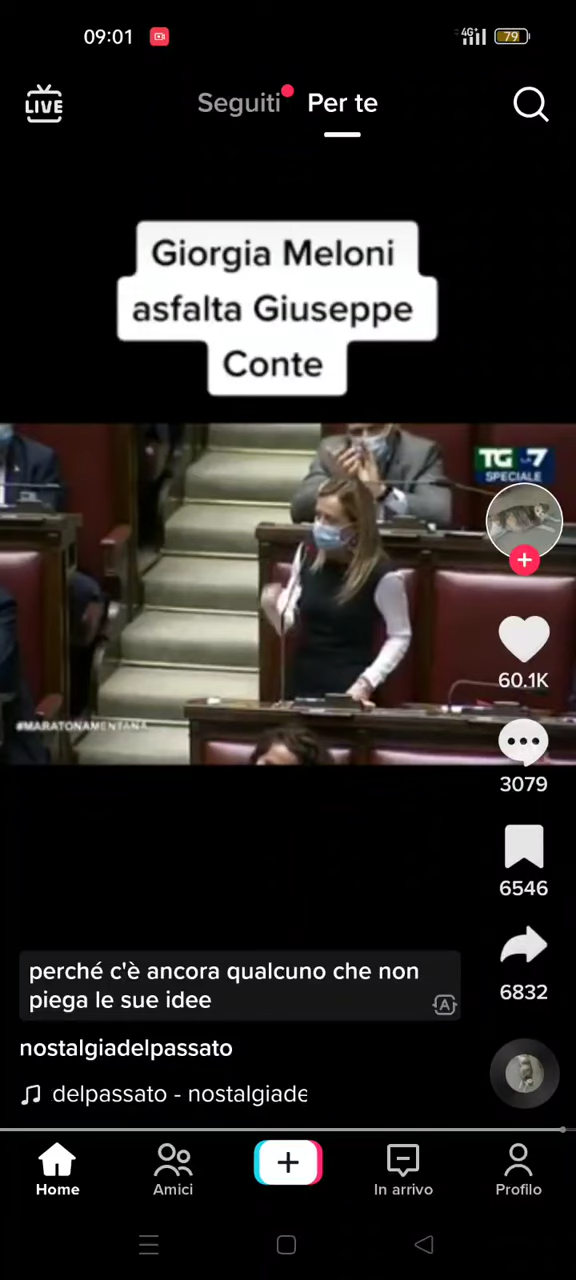 09:01
4G+
79
LIVE
Seguiti
Per te
Giorgia Meloni
asfalta Giuseppe
Conte
TG 7
SPECIALE
60.1K
#MARATONAMENTANA
3079
6546
6832
perché c'è ancora qualcuno che non
piega le sue idee
A
nostalgiadelpassato
delpassato - nostalgiade
Home
Amici
In arrivo
Profilo